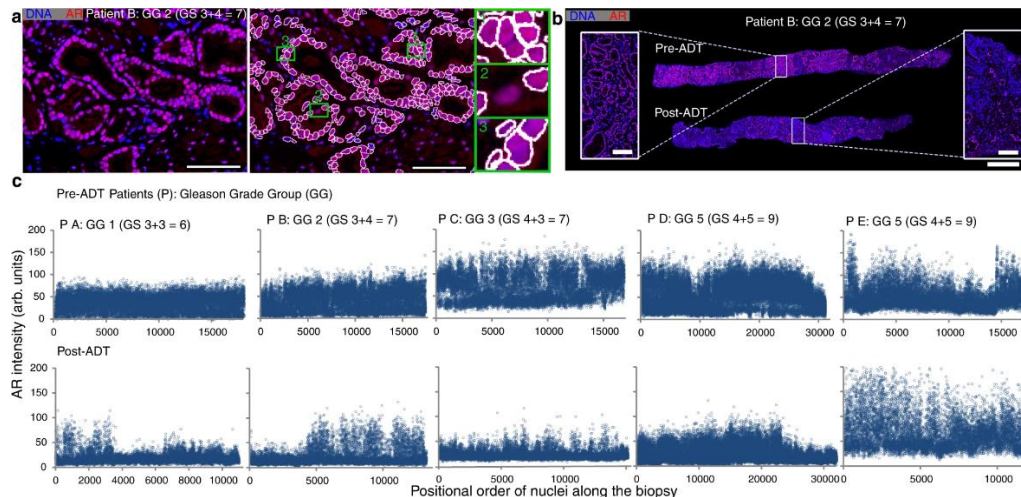 a
DNA AR Patient B: GG 2 (GS 3+4 = 7)
3
2
2
3
b
DNA AR
Patient B: GG 2 (GS 3+4 = 7)
Pre-ADT
Post-ADT
c
Pre-ADT Patients (P): Gleason Grade Group (GG)
P A: GG 1 (GS 3+3 = 6)
P B: GG 2 (GS 3+4 = 7)
P C: GG 3 (GS 4+3 = 7)
P D: GG 5 (GS 4+5 = 9)
P E: GG 5 (GS 4+5 = 9)
AR intensity (arb. units)
200
150
100
50
0
0 5000 10000 15000
0 5000 10000 15000
0 5000 10000 15000
0 10000 20000 30000
0 5000 10000 15000
Post-ADT
200
150
100
50
0
0 2000 4000 6000 8000 10000
0 5000 10000
0 5000 10000
0 10000 20000 30000
5000 10000
Positional order of nuclei along the biopsy